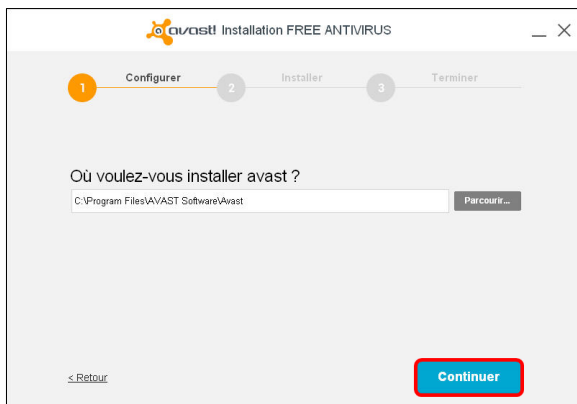 avast! Installation FREE ANTIVIRUS
Configurer Installer Terminer
1 2 3
Où voulez-vous installer avast ?
C:\Program Files\AVAST Software\Avast Parcourir...
< Retour Continuer